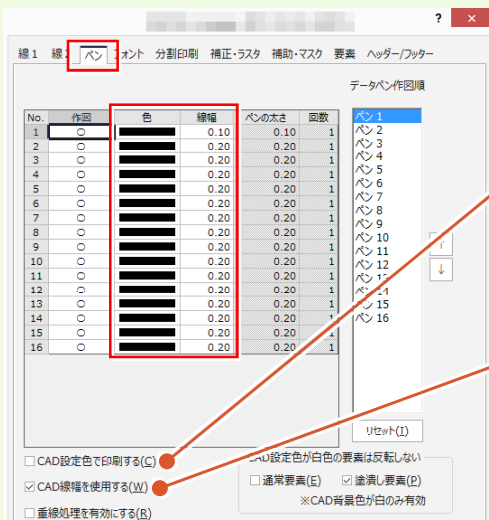 ? ×
線1 線 ペン フォント 分割印刷 補正・ラスタ 補助・マスク 要素 ヘッダー/フッター
データペン作図順
No. 作図 色 線幅 ペンの太さ 回数
1 ○ 0.10 0.10 1
2 ○ 0.20 0.20 1
3 ○ 0.20 0.20 1
4 ○ 0.20 0.20 1
5 ○ 0.20 0.20 1
6 ○ 0.20 0.20 1
7 ○ 0.20 0.20 1
8 ○ 0.20 0.20 1
9 ○ 0.20 0.20 1
10 ○ 0.20 0.20 1
11 ○ 0.20 0.20 1
12 ○ 0.20 0.20 1
13 ○ 0.20 0.20 1
14 ○ 0.20 0.20 1
15 ○ 0.20 0.20 1
16 ○ 0.20 0.20 1
ペン 1
ペン 2
ペン 3
ペン 4
ペン 5
ペン 6
ペン 7
ペン 8
ペン 9
ペン 10
ペン 11
ペン 12
ペン 14
ペン 15
ペン 16
↓
リセット(I)
CAD設定色で印刷する(C)
CAD線幅を使用する(W)
重線処理を有効にする(R)
CAD設定色が白色の要素は反転しない
通常要素(E) 塗潰し要素(P)
※CAD背景色が白のみ有効